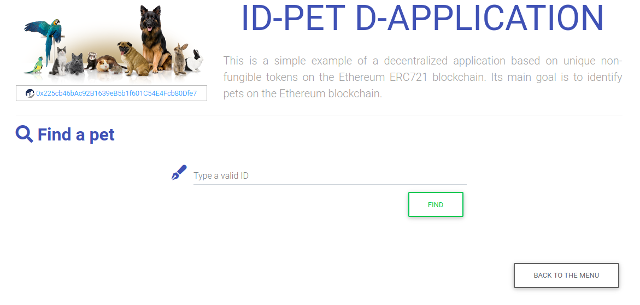 ID-PET D-APPLICATION
This is a simple example of a decentralized application based on unique non-
fungible tokens on the Ethereum ERC721 blockchain. Its main goal is to identify
pets on the Ethereum blockchain.
Find a pet
Type a valid ID
FIND
BACK TO THE MENU